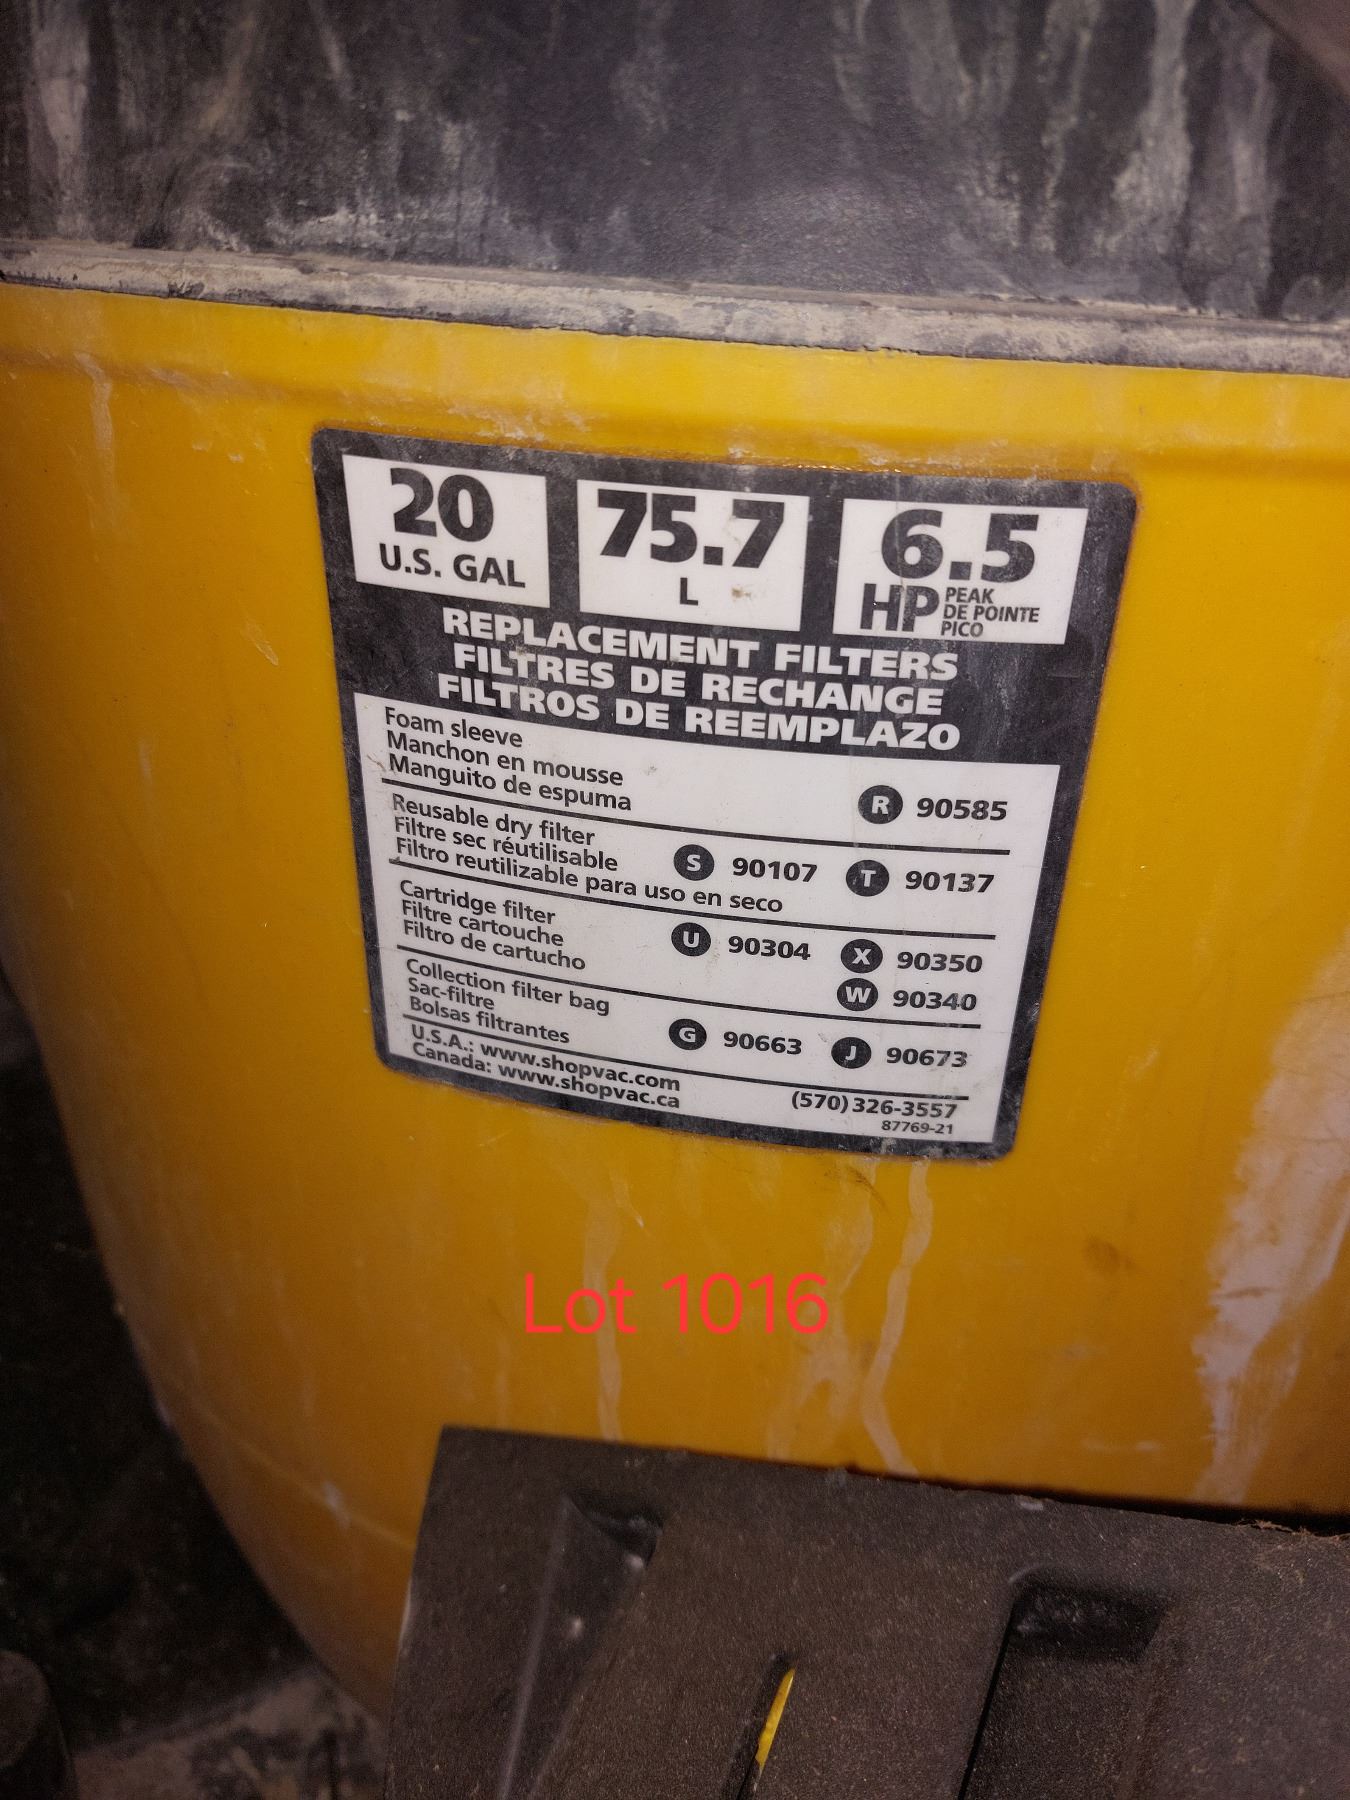 20
U.S. GAL
75.7
L
6.5
HP PEAK
DE POINTE
PICO
REPLACEMENT FILTERS
FILTRES DE RECHANGE
FILTROS DE REEMPLAZO
Foam sleeve
Manchon en mousse
Manguito de espuma
R 90585
Reusable dry filter
Filtre sec réutilisable
Filtro reutilizable para uso en seco
S 90107 T 90137
Cartridge filter
Filtre cartouche
Filtro de cartucho
U 90304 X 90350
W 90340
Collection filter bag
Sac-filtre
Bolsas filtrantes
G 90663 J 90673
U.S.A.: www.shopvac.com
Canada: www.shopvac.ca
(570) 326-3557
87769-21
Lot 1016